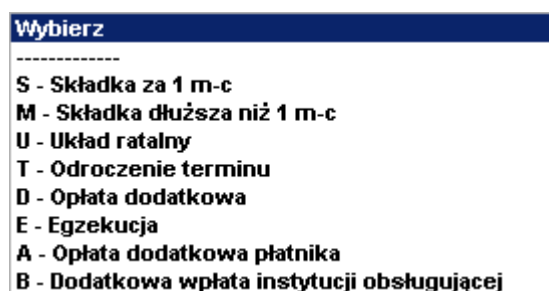 Wybierz
-------------
S - Składka za 1 m-c
M - Składka dłuższa niż 1 m-c
U - Układ ratalny
T - Odroczenie terminu
D - Opłata dodatkowa
E - Egzekucja
A - Opłata dodatkowa płatnika
B - Dodatkowa wpłata instytucji obsługującej